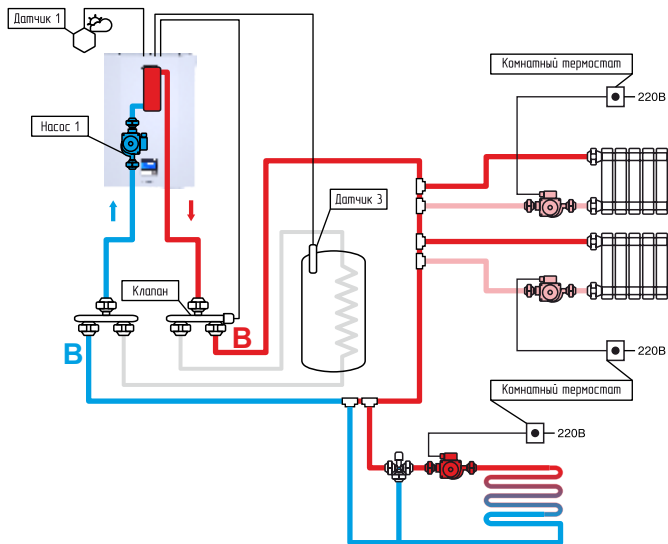 Датчик 1
Комнатный термостат
220В
Насос 1
Датчик 3
Клапан
В
В
220В
Комнатный термостат
220В